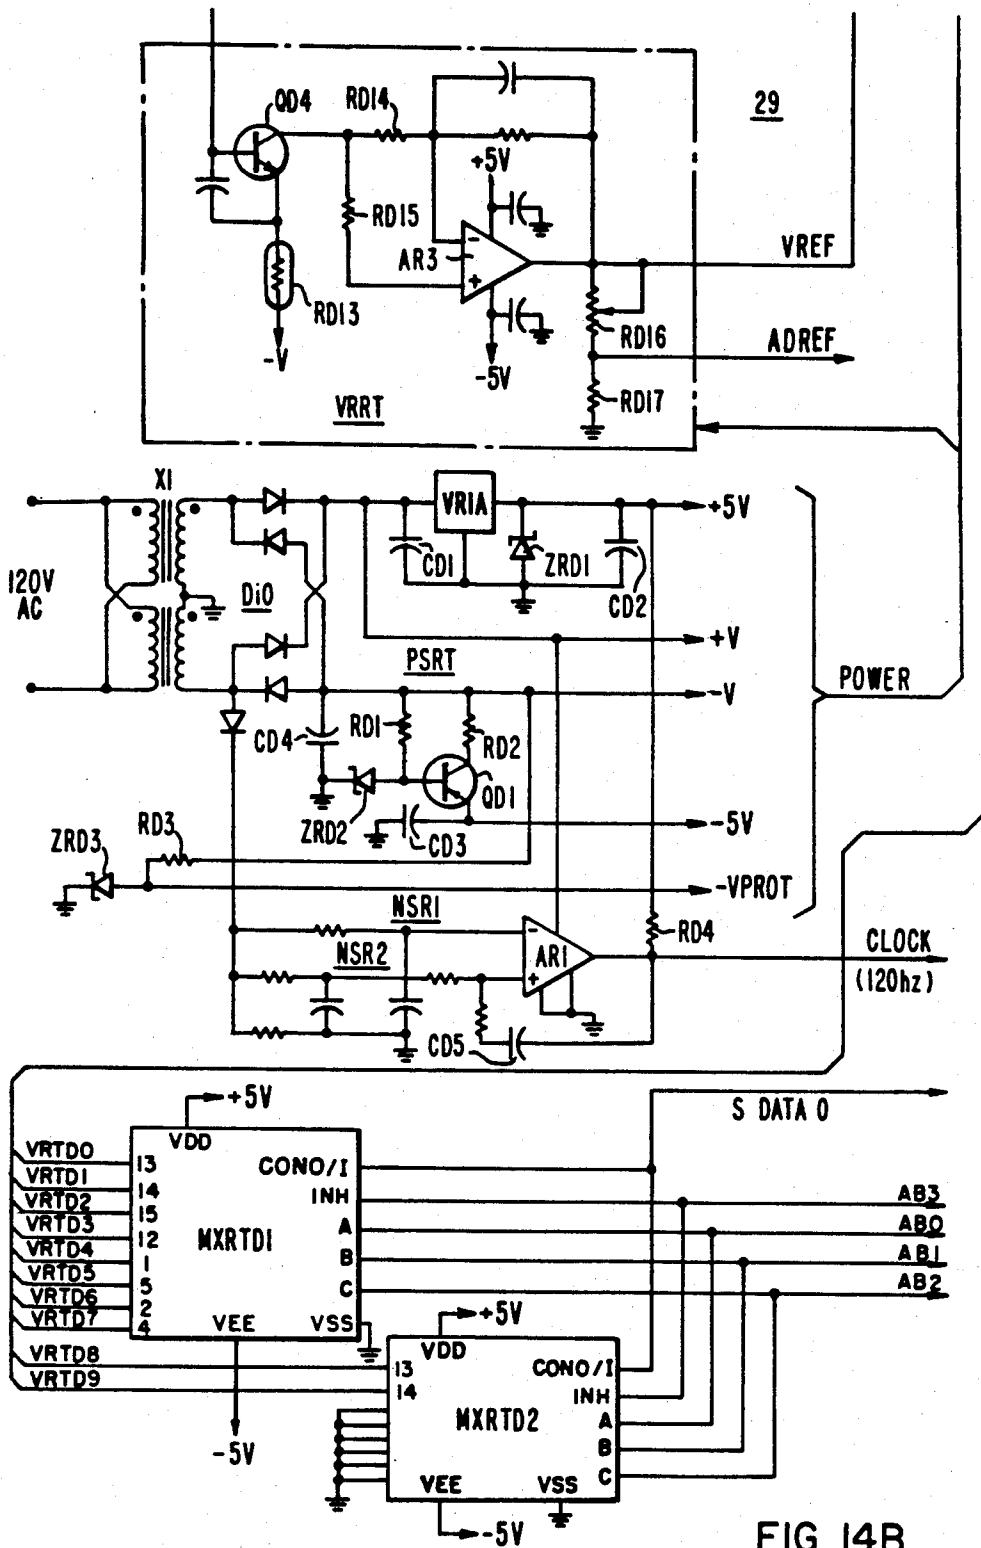 QD4
RD14
29
+5V
RD15
AR3
-
+
VREF
RD13
RD16
-V
-5V
ADREF
RD17
VRRT
X1
VR1A
+5V
CD1
ZRD1
120V
AC
DiO
CD2
+V
PSRT
POWER
-V
CD4
RD1
RD2
QD1
ZRD2
-5V
CD3
RD3
ZRD3
-VPROT
NSR1
RD4
-
CLOCK
NSR2
AR1
(120hz)
+
CD5
+5V
S DATA 0
VDD
VRTD0
13
CONO/I
VRTD1
14
INH
AB3
VRTD2
15
VRTD3
12
MXRTD1
A
AB0
VRTD4
1
B
AB1
VRTD5
5
C
AB2
VRTD6
2
VRTD7
4
VEE
VSS
+5V
VDD
VRTD8
13
CONO/I
VRTD9
14
INH
MXRTD2
A
-5V
B
C
VEE
VSS
-5V
FIG 14B